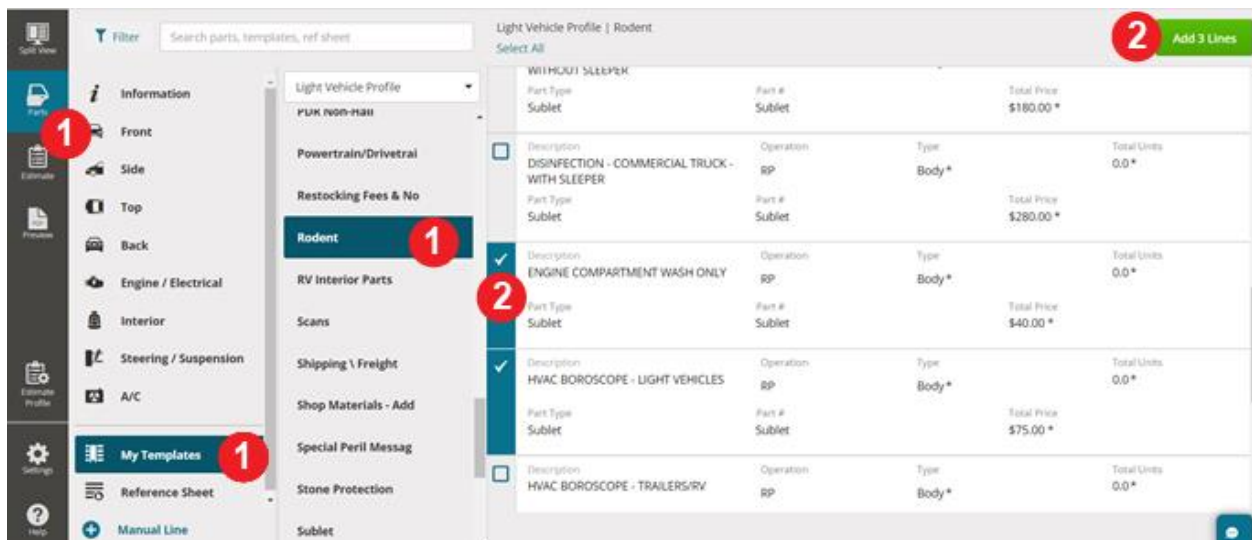 Split View
Parts
1
Estimate
Preview
Estimate
Profile
Settings
Help
Filter
Search parts, templates, ref sheet
Information
Front
Side
Top
Back
Engine / Electrical
Interior
Steering / Suspension
A/C
My Templates
1
Reference Sheet
Manual Line
Light Vehicle Profile
PDR Non-Hail
Powertrain/Drivetrai
Restocking Fees & No
Rodent
1
RV Interior Parts
Scans
Shipping \ Freight
Shop Materials - Add
Special Peril Messag
Stone Protection
Sublet
Light Vehicle Profile | Rodent
Select All
2
Add 3 Lines
WITHOUT SLEEPER
Part Type Part # Total Price
Sublet Sublet $180.00 *
Description Operation Type Total Units
DISINFECTION - COMMERCIAL TRUCK - RP Body* 0.0*
WITH SLEEPER
Part Type Part # Total Price
Sublet Sublet $280.00 *
Description Operation Type Total Units
ENGINE COMPARTMENT WASH ONLY RP Body* 0.0*
2
Part Type Part # Total Price
Sublet Sublet $40.00 *
Description Operation Type Total Units
HVAC BOROSCOPE - LIGHT VEHICLES RP Body* 0.0*
Part Type Part # Total Price
Sublet Sublet $75.00 *
Description Operation Type Total Units
HVAC BOROSCOPE - TRAILERS/RV RP Body* 0.0*